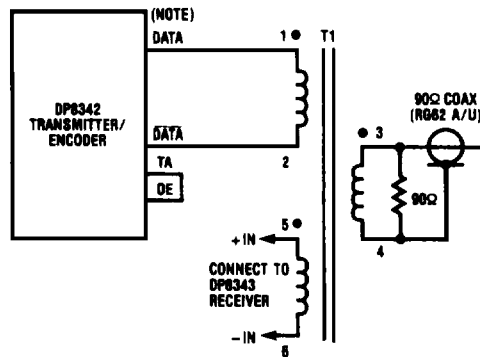 (NOTE)
DATA
1
T1
DP8342
TRANSMITTER/
ENCODER
DATA
2
TA
OE
90Ω COAX
(RG62 A/U)
3
90Ω
4
5
+IN
CONNECT TO
DP8343
RECEIVER
−IN
6